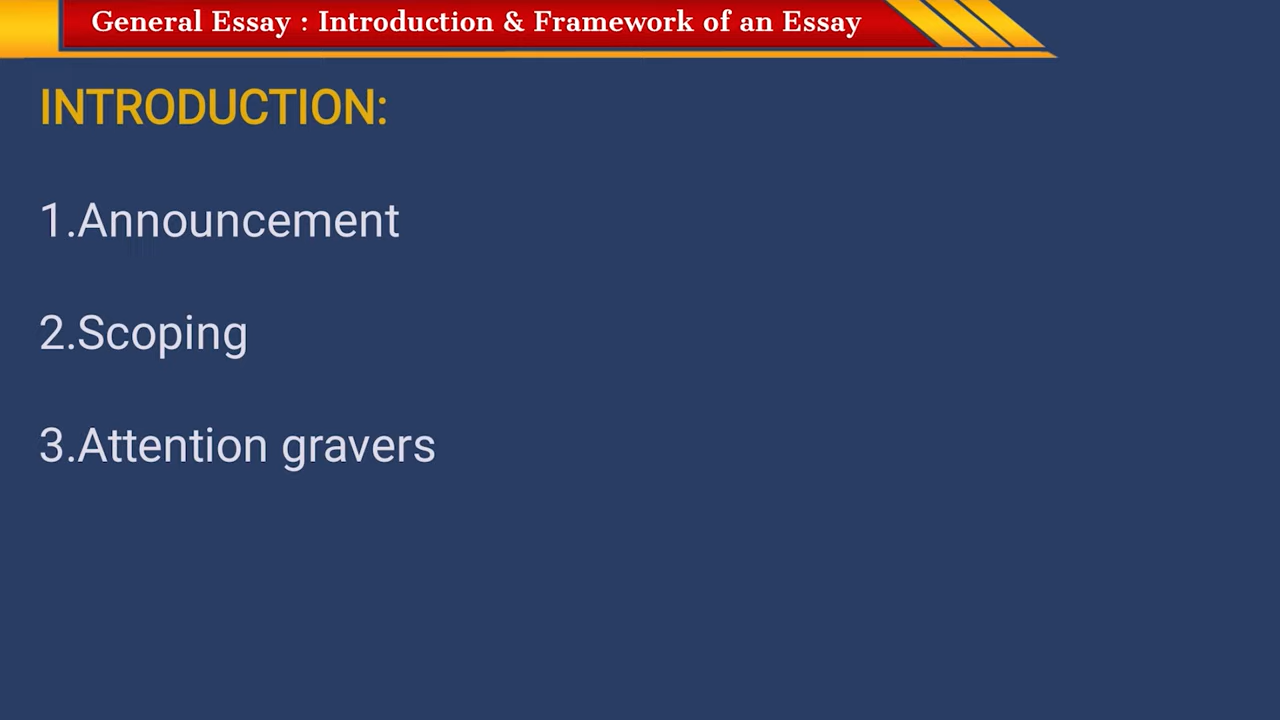 General Essay : Introduction & Framework of an Essay
INTRODUCTION:
1.Announcement
2.Scoping
3.Attention gravers